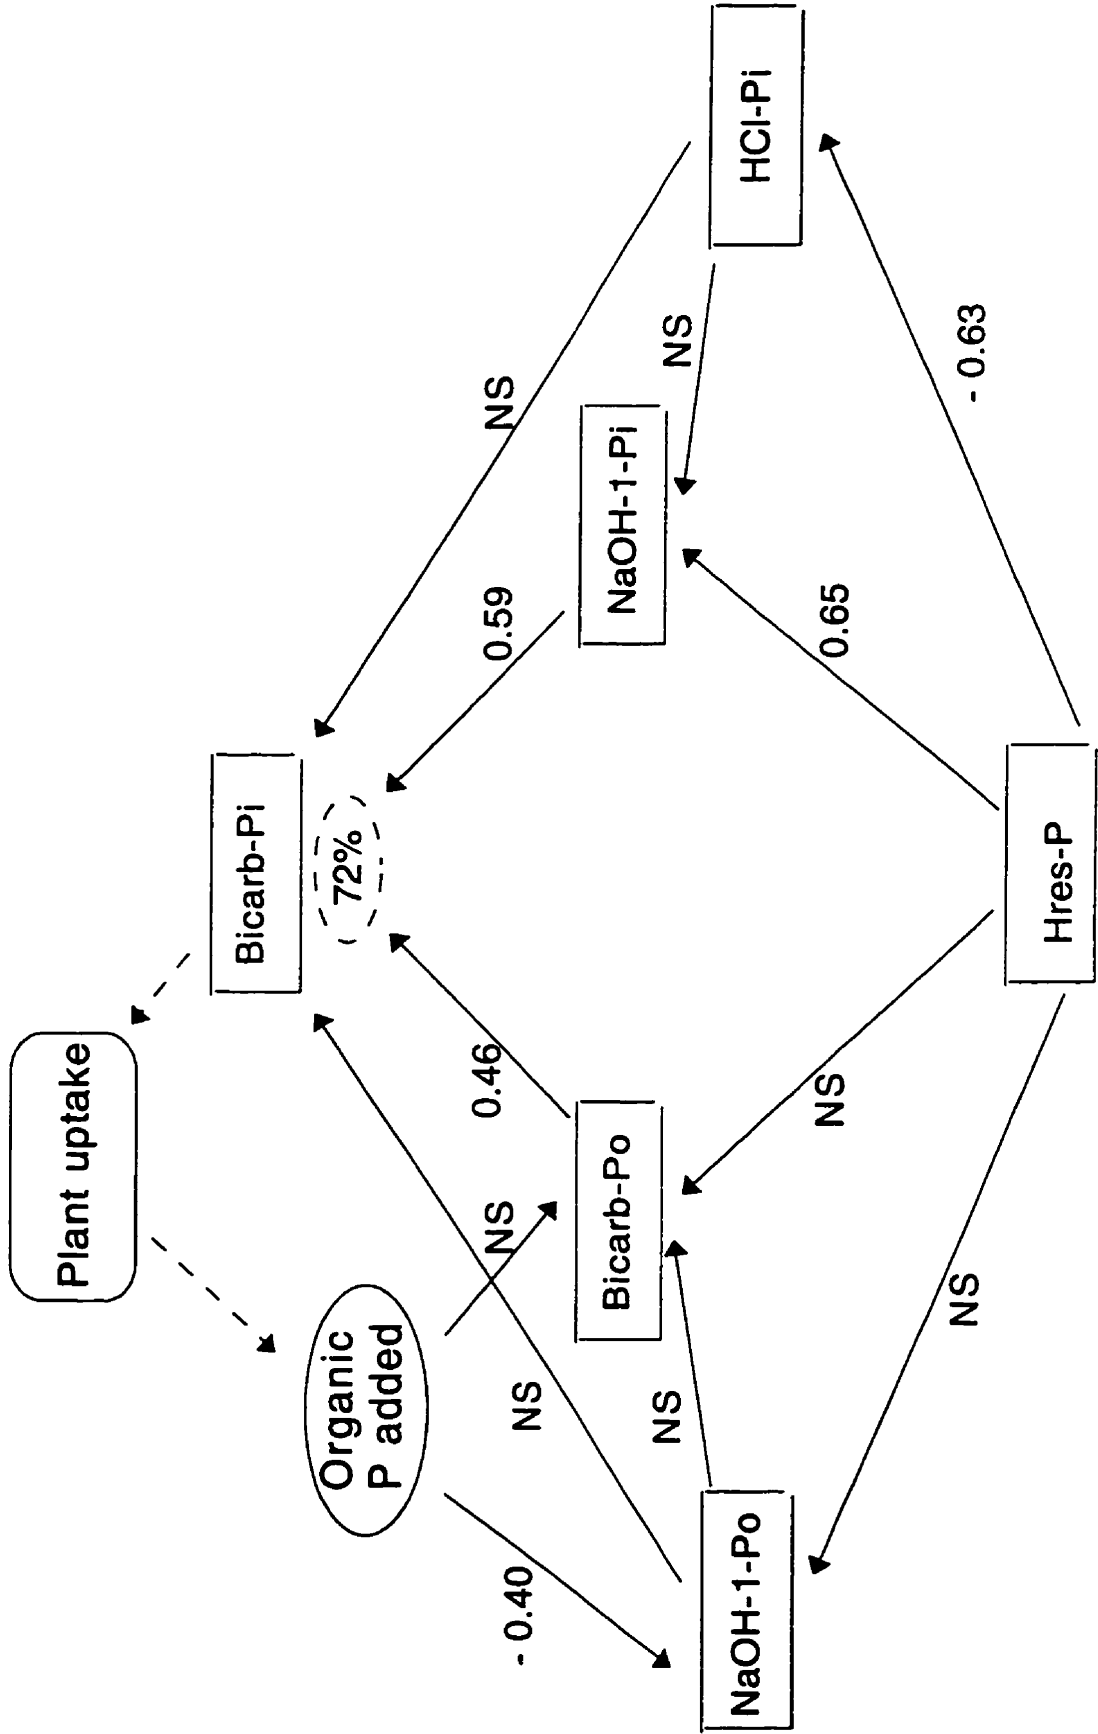 Plant uptake
Organic
P added
Bicarb-Pi
72%
- 0.40
NS
NS
0.46
0.59
NS
NaOH-1-Po
NS
Bicarb-Po
NaOH-1-Pi
NS
HCl-Pi
NS
NS
0.65
- 0.63
Hres-P